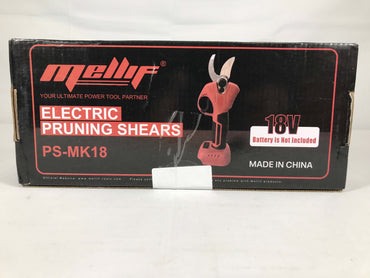 mellif
YOUR ULTIMATE POWER TOOL PARTNER
ELECTRIC
PRUNING SHEARS
PS-MK18
18V
Battery is Not Included
MADE IN CHINA